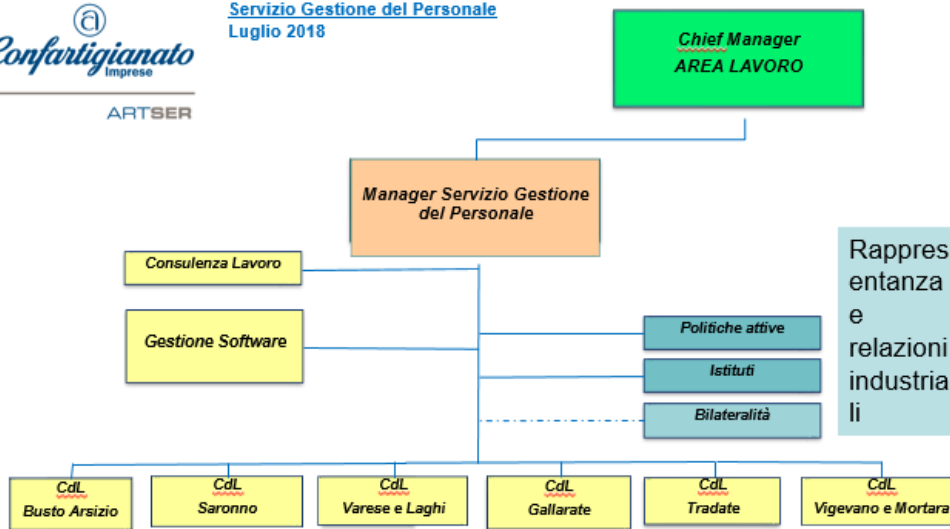 Servizio Gestione del Personale
Luglio 2018
Confartigianato
Imprese
ARTSER
Chief Manager
AREA LAVORO
Manager Servizio Gestione
del Personale
Consulenza Lavoro
Gestione Software
Politiche attive
Istituti
Bilateralità
Rappres
entanza
e
relazioni
industria
li
CdL
Busto Arsizio
CdL
Saronno
CdL
Varese e Laghi
CdL
Gallarate
CdL
Tradate
CdL
Vigevano e Mortara